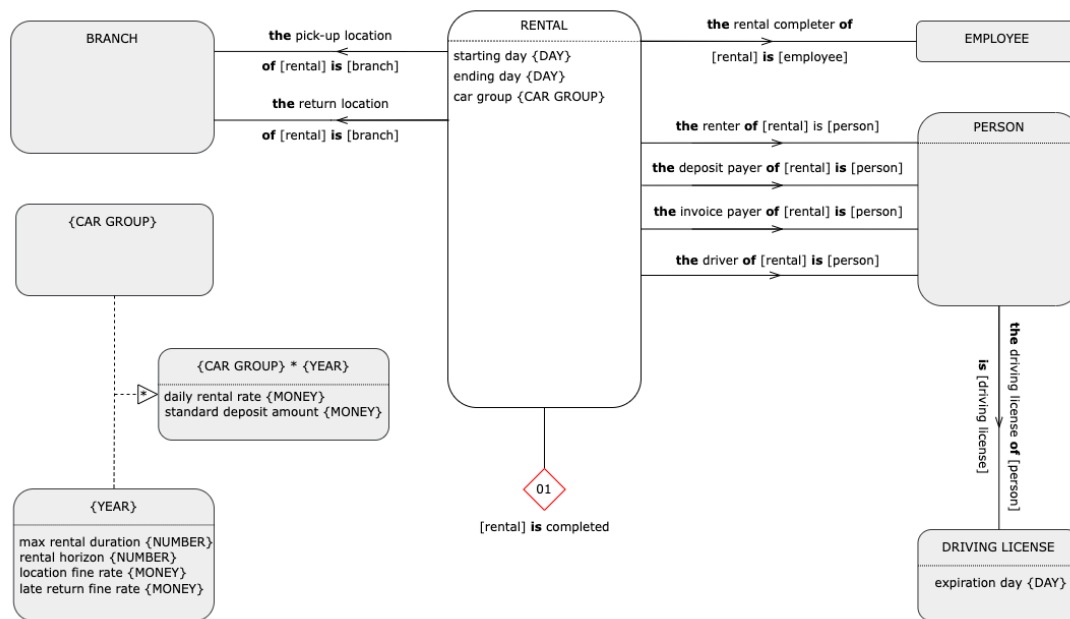 BRANCH
the pick-up location
of [rental] is [branch]
the return location
of [rental] is [branch]
RENTAL
starting day {DAY}
ending day {DAY}
car group {CAR GROUP}
the rental completer of
[rental] is [employee]
EMPLOYEE
the renter of [rental] is [person]
the deposit payer of [rental] is [person]
the invoice payer of [rental] is [person]
the driver of [rental] is [person]
PERSON
{CAR GROUP}
{CAR GROUP} * {YEAR}
*
daily rental rate {MONEY}
standard deposit amount {MONEY}
the driving license of [person]
is [driving license]
01
[rental] is completed
{YEAR}
max rental duration {NUMBER}
rental horizon {NUMBER}
location fine rate {MONEY}
late return fine rate {MONEY}
DRIVING LICENSE
expiration day {DAY}